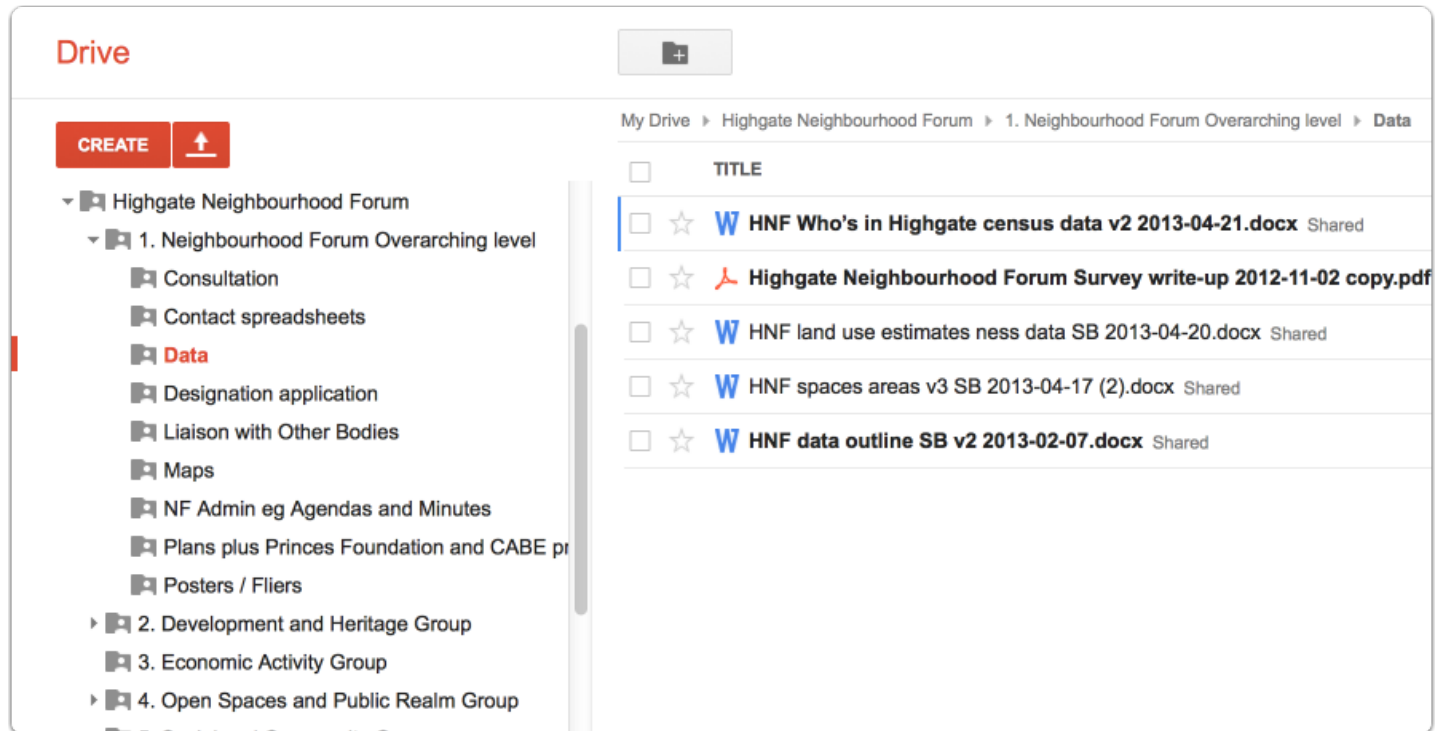 Drive
CREATE
Highgate Neighbourhood Forum
1. Neighbourhood Forum Overarching level
Consultation
Contact spreadsheets
Data
Designation application
Liaison with Other Bodies
Maps
NF Admin eg Agendas and Minutes
Plans plus Princes Foundation and CABE pr
Posters / Fliers
2. Development and Heritage Group
3. Economic Activity Group
4. Open Spaces and Public Realm Group
My Drive Highgate Neighbourhood Forum 1. Neighbourhood Forum Overarching level Data
TITLE
HNF Who's in Highgate census data v2 2013-04-21.docx Shared
Highgate Neighbourhood Forum Survey write-up 2012-11-02 copy.pdf
HNF land use estimates ness data SB 2013-04-20.docx Shared
HNF spaces areas v3 SB 2013-04-17 (2).docx Shared
HNF data outline SB v2 2013-02-07.docx Shared